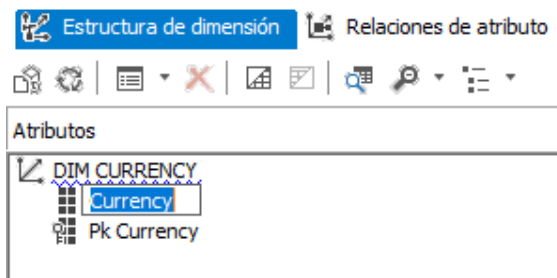 Estructura de dimensión Relaciones de atributo
Atributos
DIM CURRENCY
Currency
Pk Currency